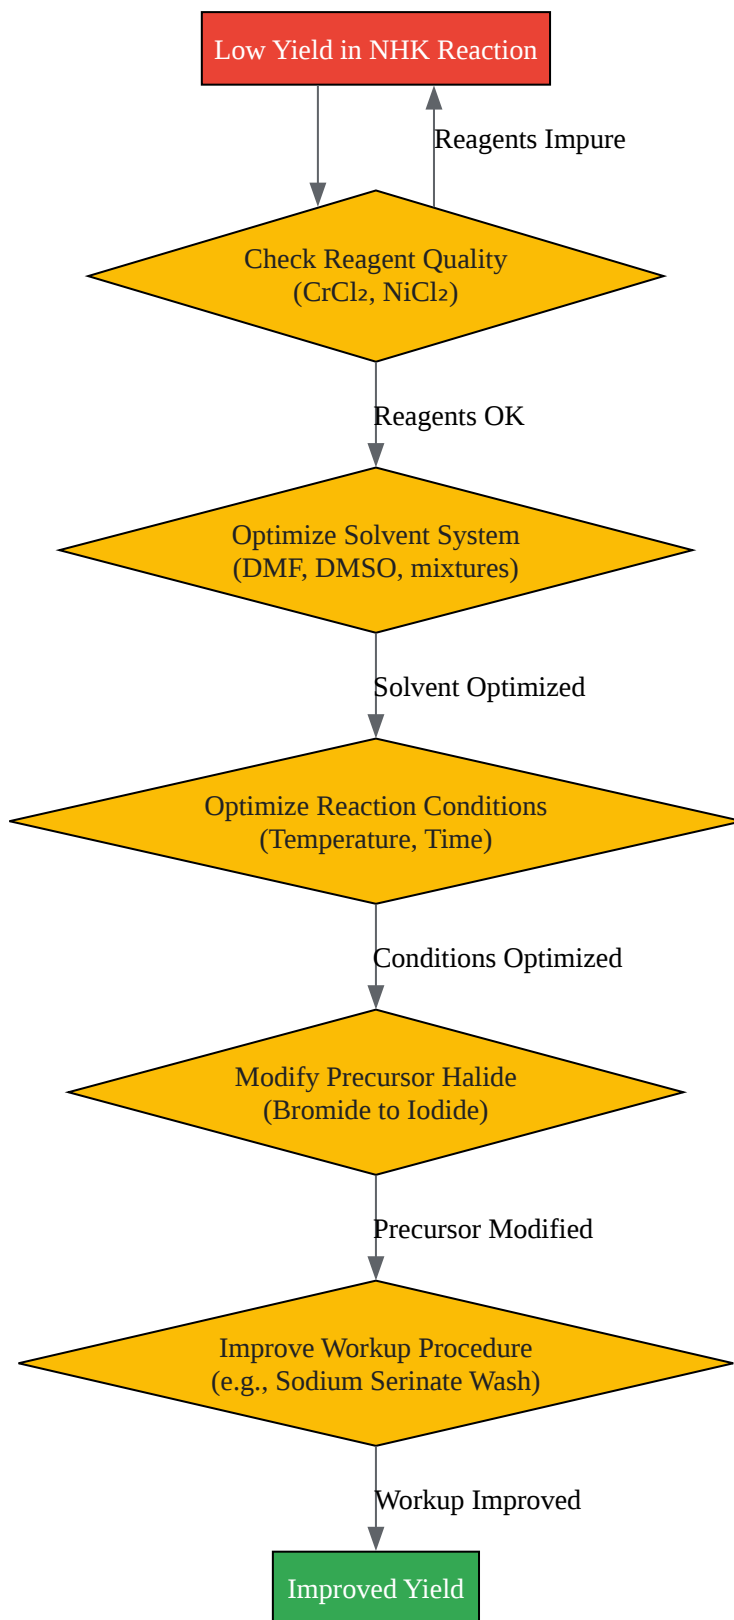 Low Yield in NHK Reaction
Reagents Impure
Check Reagent Quality
(CrCl₂, NiCl₂)
Reagents OK
Optimize Solvent System
(DMF, DMSO, mixtures)
Solvent Optimized
Optimize Reaction Conditions
(Temperature, Time)
Conditions Optimized
Modify Precursor Halide
(Bromide to Iodide)
Precursor Modified
Improve Workup Procedure
(e.g., Sodium Serinate Wash)
Workup Improved
Improved Yield